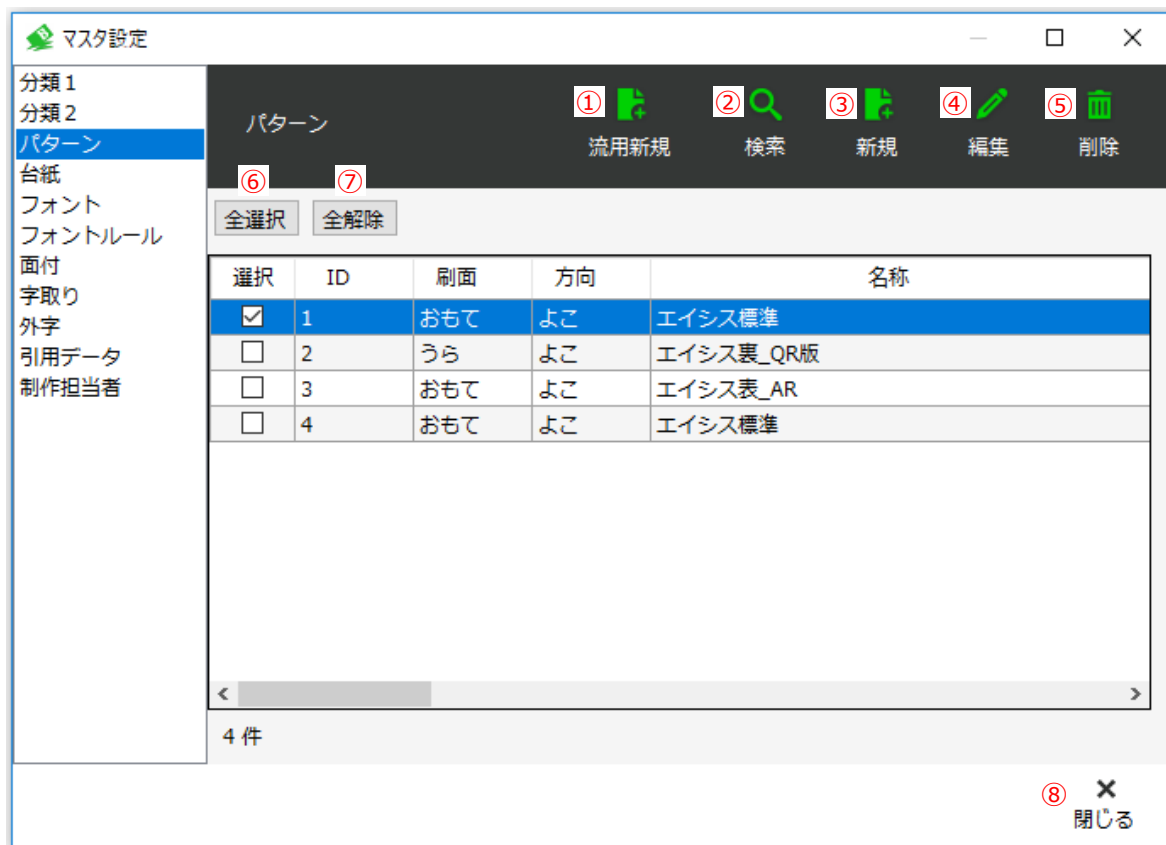 マスタ設定
分類1
分類2
パターン
台紙
フォント
フォントルール
面付
字取り
外字
引用データ
制作担当者
パターン
① 流用新規
② 検索
③ 新規
④ 編集
⑤ 削除
⑥ ⑦
全選択 全解除
選択 ID 刷面 方向 名称
1 おもて よこ エイシス標準
2 うら よこ エイシス裏_QR版
3 おもて よこ エイシス表_AR
4 おもて よこ エイシス標準
4 件
⑧ 閉じる